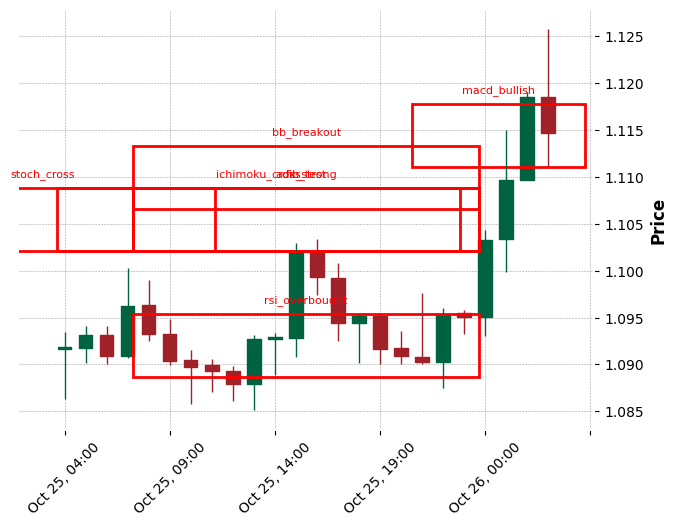 1.125
macd_bullish
1.120
bb_breakout
1.115
stoch_cross
1.110
1.105
Price
1.100
rsi_overbought
1.095
1.090
1.085
Oct 25, 04:00
Oct 25, 09:00
Oct 25, 14:00
Oct 25, 19:00
Oct 26, 00:00